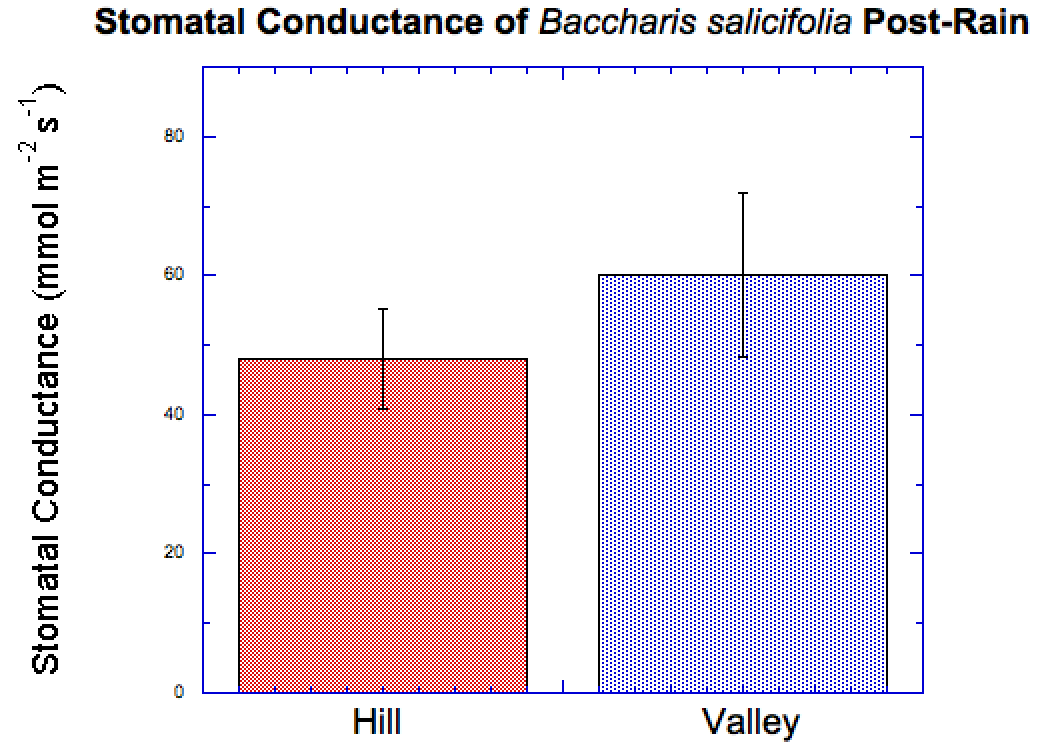 Stomatal Conductance of Baccharis salicifolia Post-Rain
Stomatal Conductance (mmol m⁻² s⁻¹)
80
60
40
20
0
Hill
Valley